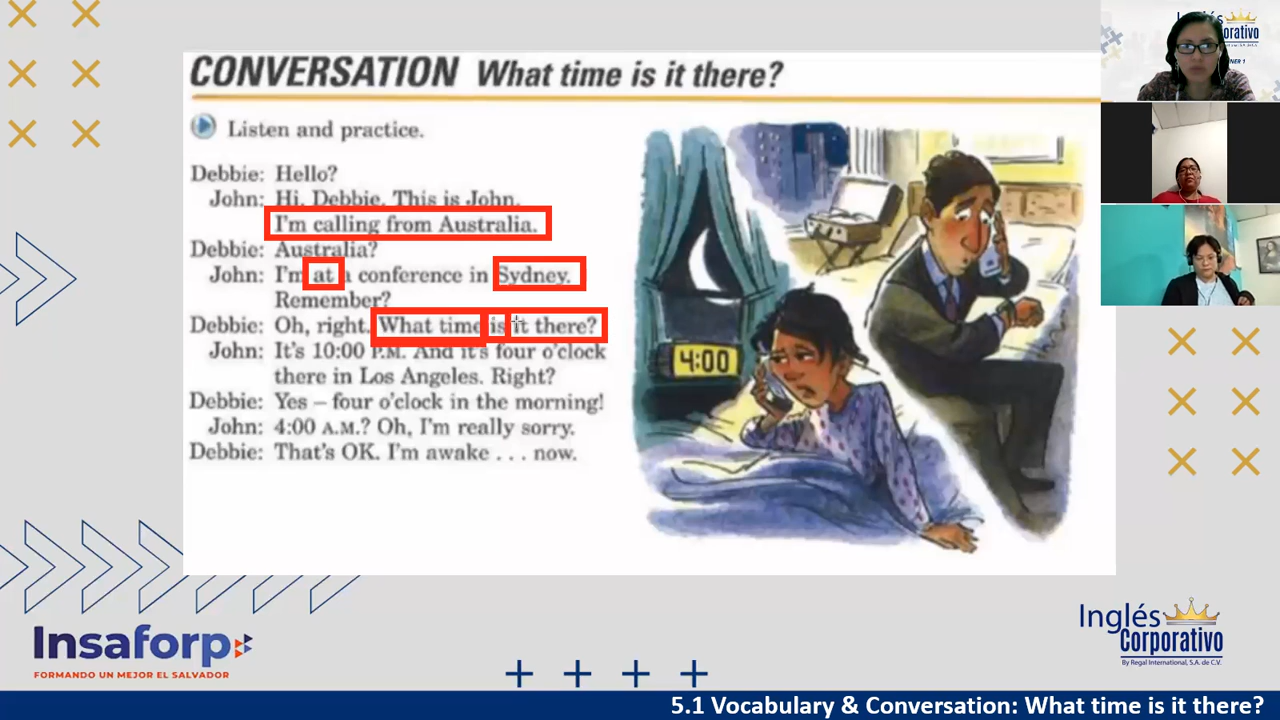 CONVERSATION What time is it there?
Listen and practice.
Debbie: Hello?
John: Hi, Debbie. This is John.
I'm calling from Australia.
Debbie: Australia?
John: I'm at a conference in Sydney.
Remember?
Debbie: Oh, right. What time is it there?
John: It's 10:00 P.M. And it's four o'clock
there in Los Angeles. Right?
Debbie: Yes – four o'clock in the morning!
John: 4:00 A.M.? Oh, I'm really sorry.
Debbie: That's OK. I'm awake . . . now.
4:00
Inglés
Corporativo
By Regal International, S.A. de C.V.
Insaforp
FORMANDO UN MEJOR EL SALVADOR
5.1 Vocabulary & Conversation: What time is it there?